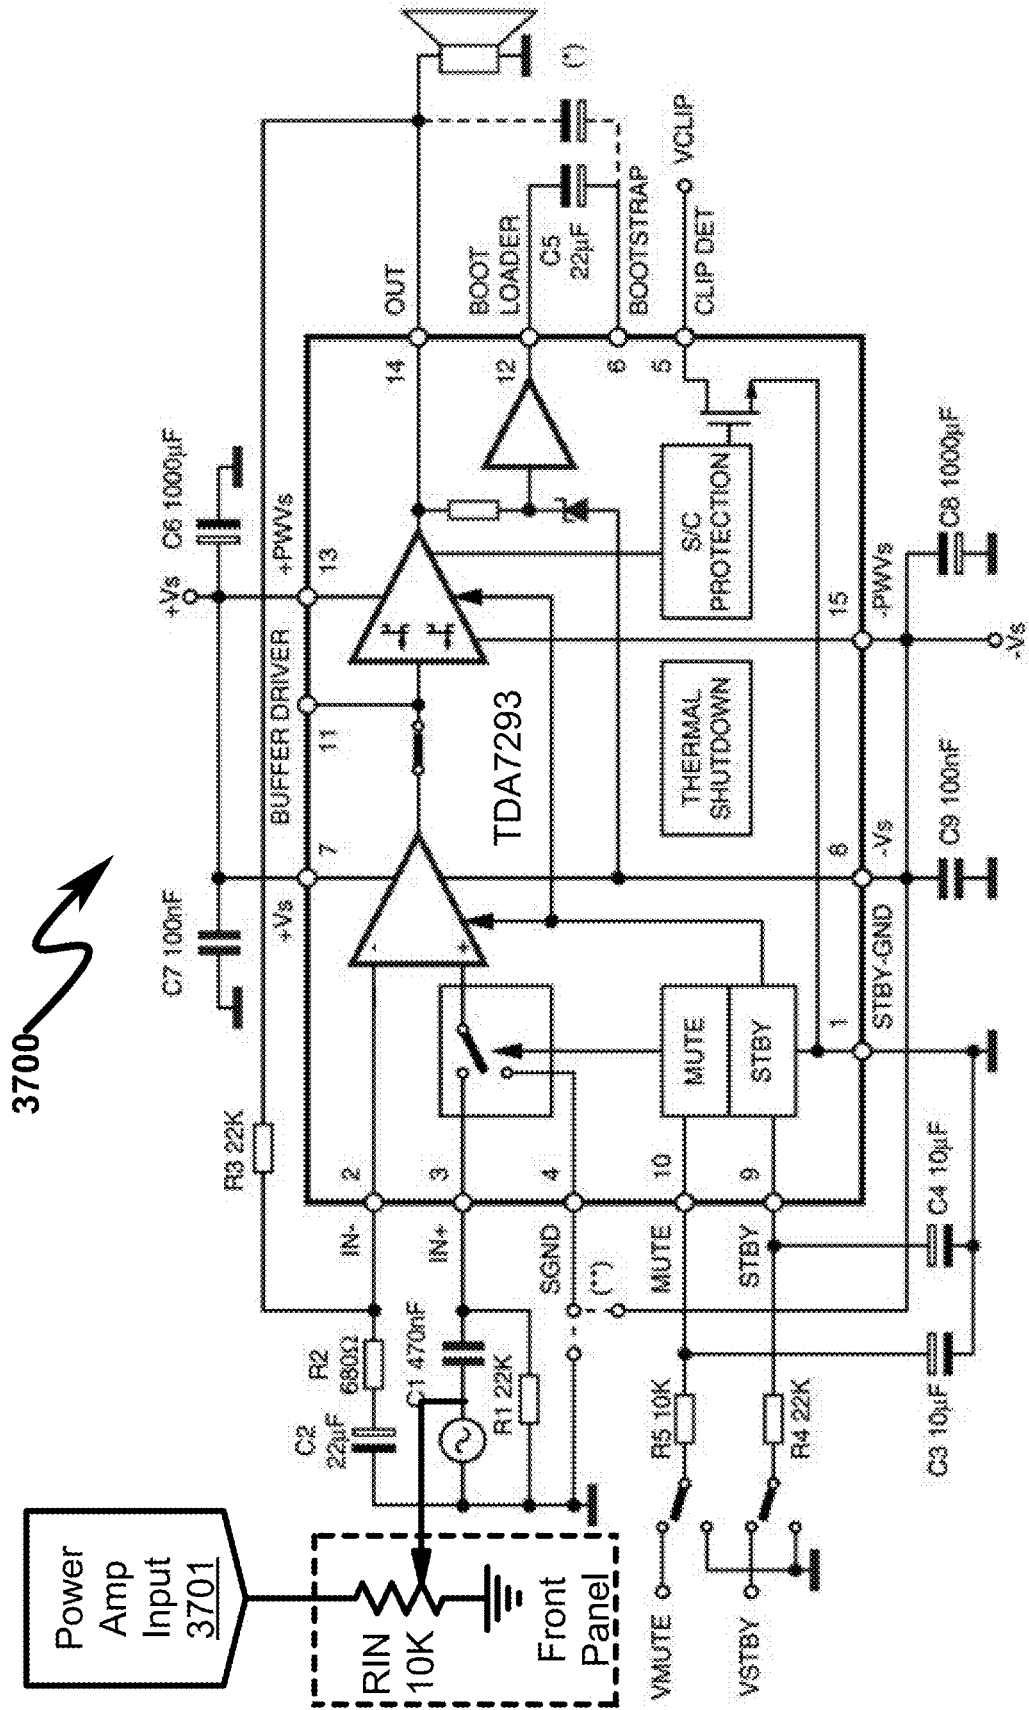 3700
Power
Amp
Input
3701
RIN
10K
Front
Panel
C7 100nF
+Vs
C6 1000µF
R3 22K
+Vs
BUFFER DRIVER
+PWVs
7
11
13
C2
22µF
R2
680Ω
IN-
2
-
C1 470nF
IN+
3
+
R1 22K
SGND
4
(**)
TDA7293
14
OUT
12
BOOT
LOADER
6
C5
22µF
BOOTSTRAP
(*)
5
CLIP DET
VCLIP
VMUTE
R5 10K
MUTE
10
MUTE
THERMAL
SHUTDOWN
S/C
PROTECTION
VSTBY
R4 22K
STBY
9
STBY
1
8
15
STBY-GND
-Vs
-PWVs
C3 10µF
C4 10µF
C9 100nF
-Vs
C8 1000µF